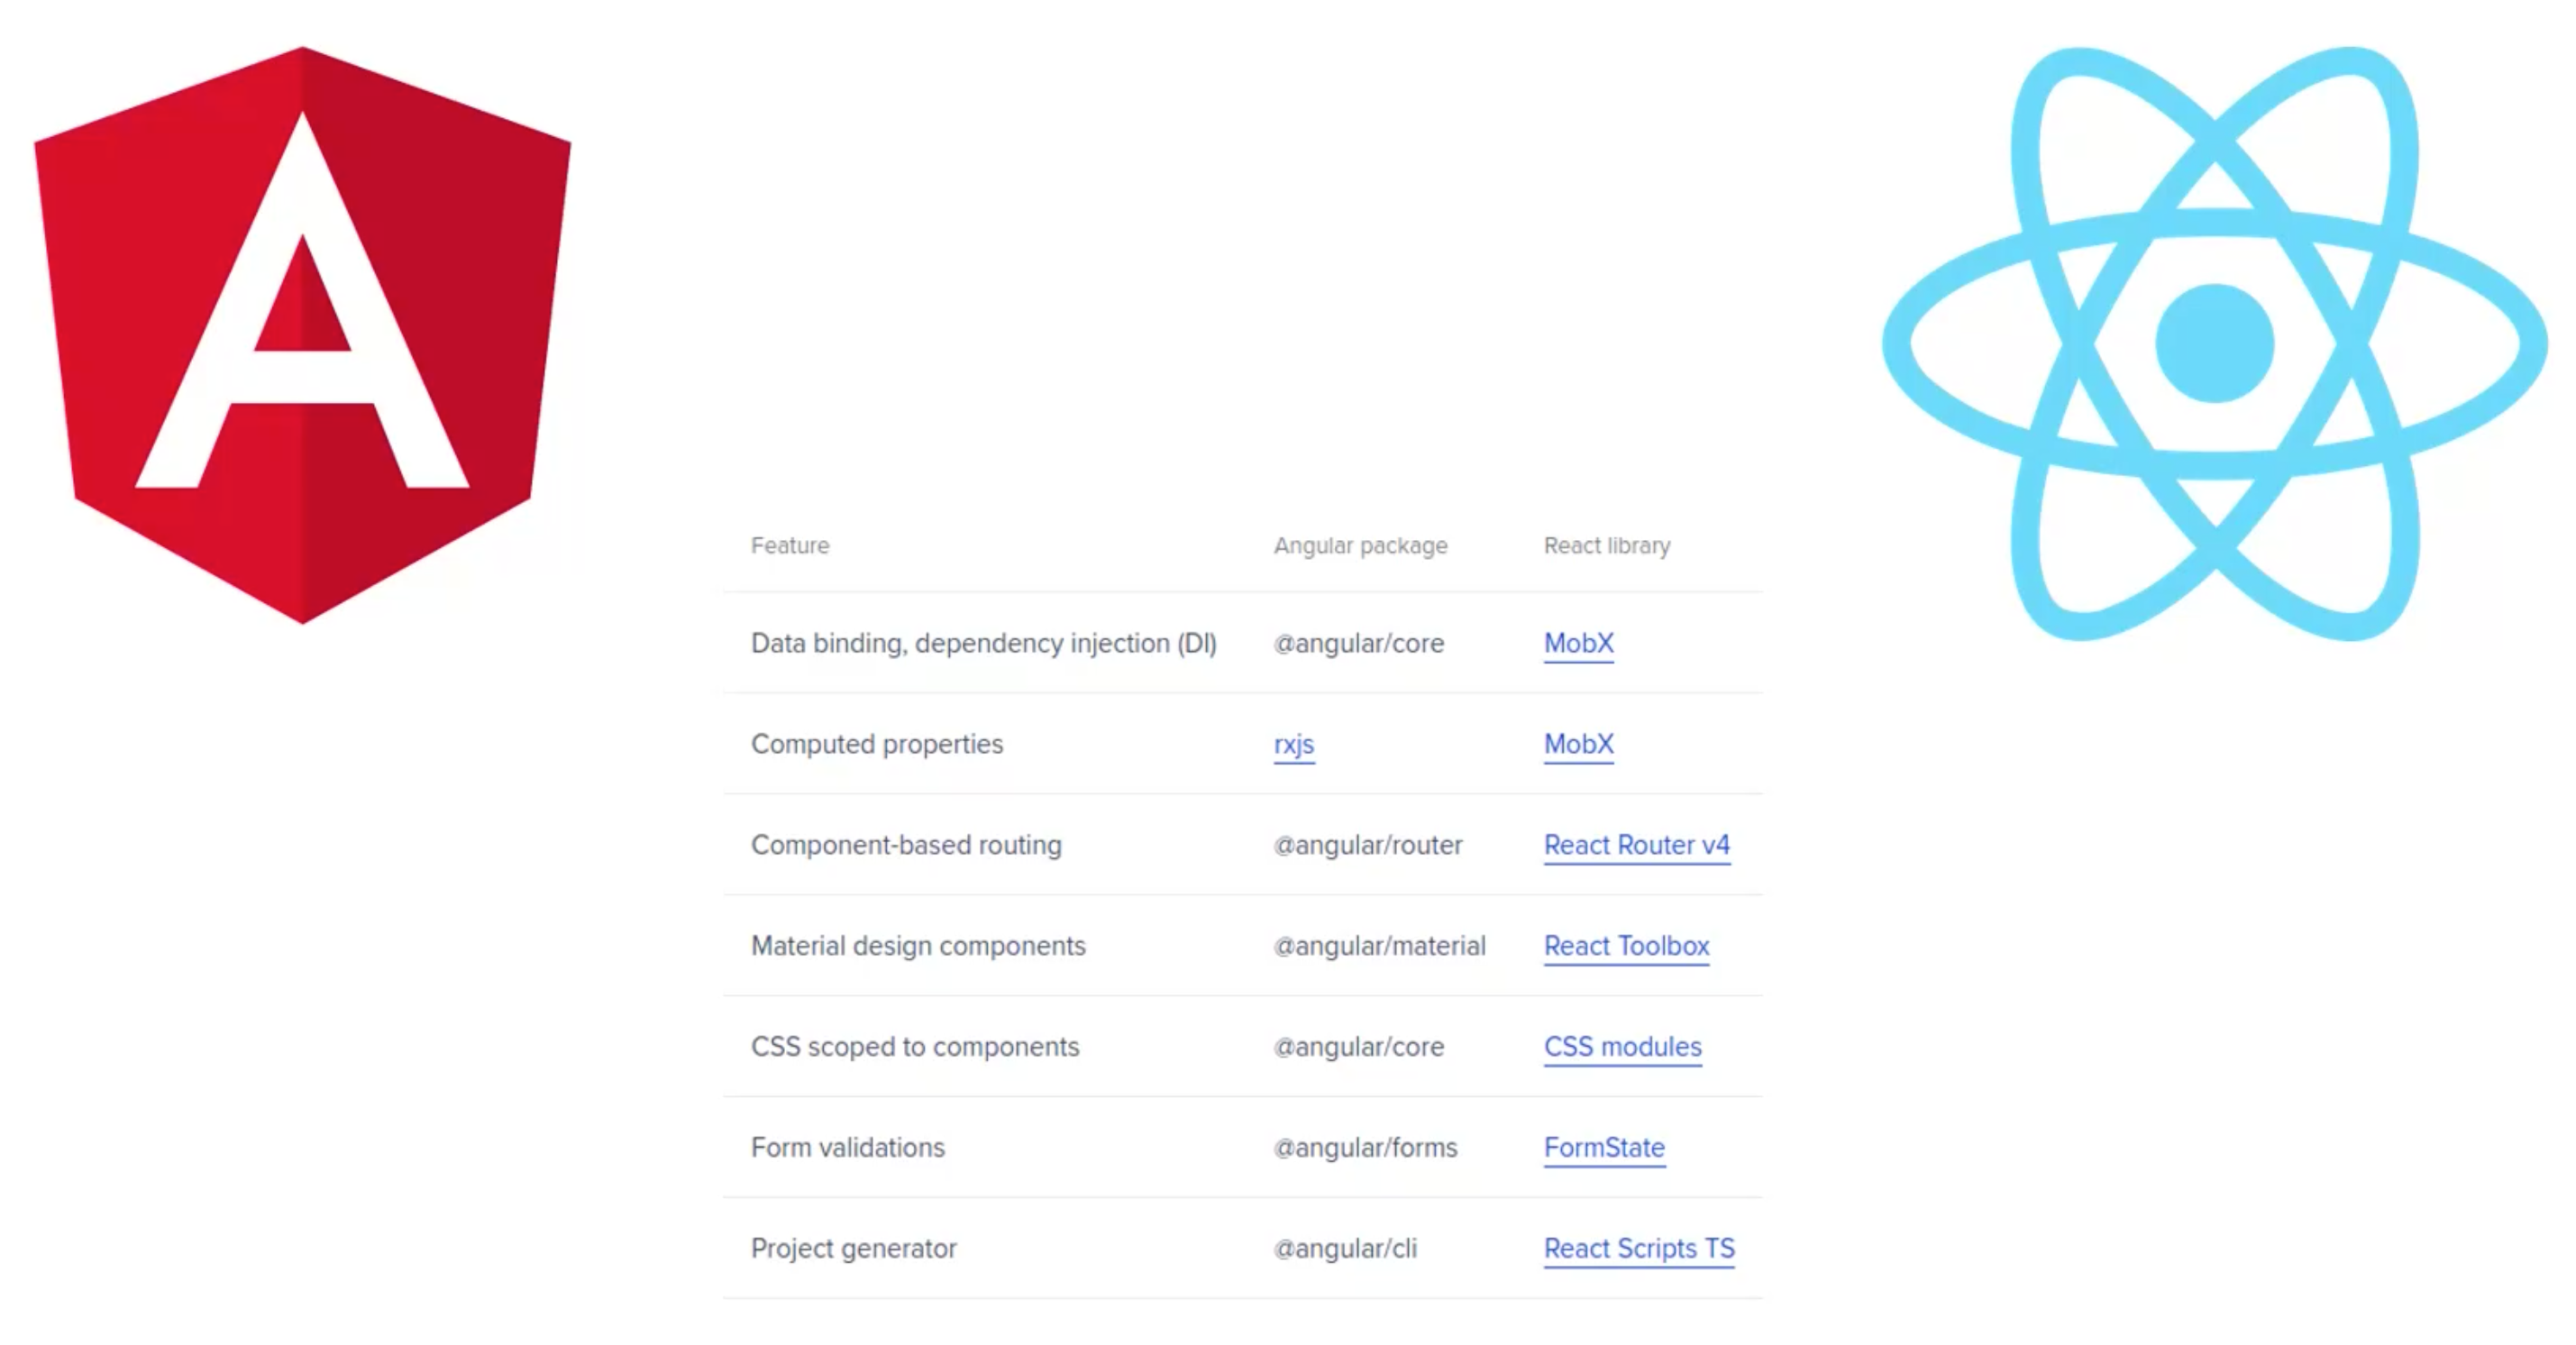 A
Feature Angular package React library
Data binding, dependency injection (DI) @angular/core MobX
Computed properties rxjs MobX
Component-based routing @angular/router React Router v4
Material design components @angular/material React Toolbox
CSS scoped to components @angular/core CSS modules
Form validations @angular/forms FormState
Project generator @angular/cli React Scripts TS